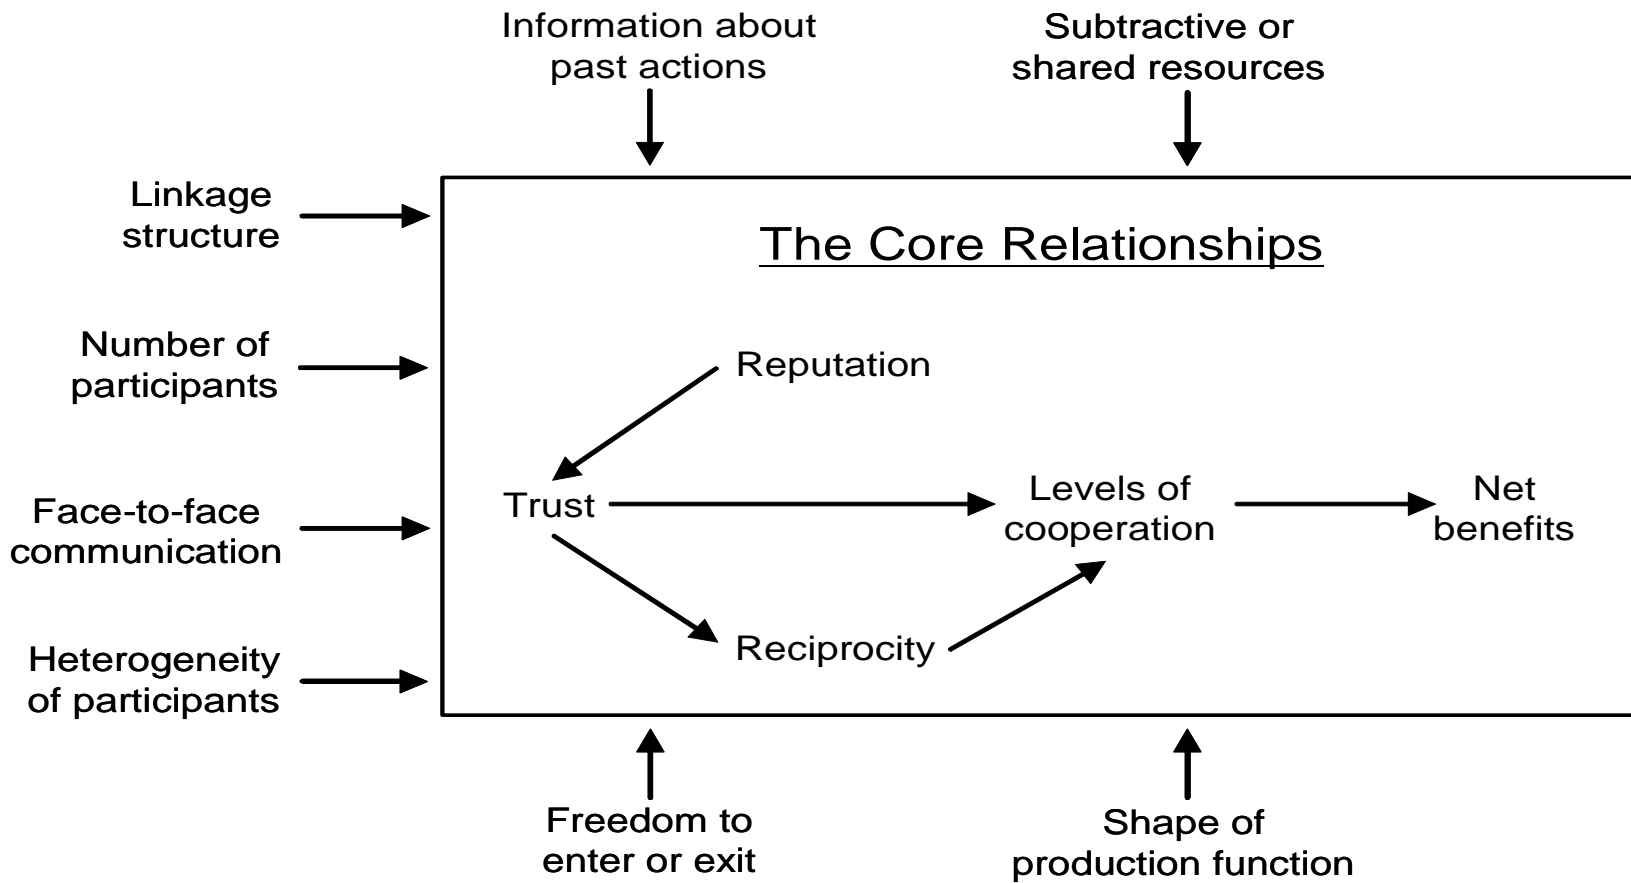 Information about
past actions
Subtractive or
shared resources
Linkage
structure
The Core Relationships
Number of
participants
Reputation
Face-to-face
communication
Trust
Levels of
cooperation
Net
benefits
Heterogeneity
of participants
Reciprocity
Freedom to
enter or exit
Shape of
production function